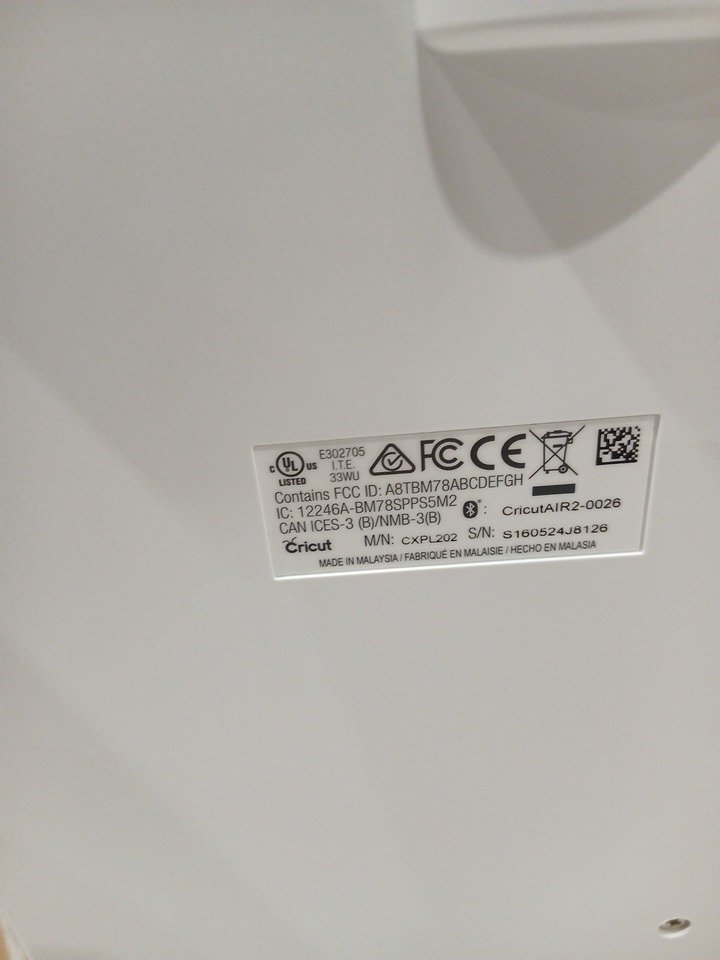 C UL US LISTED
E302705
I.T.E.
33WU
FCC CE
Contains FCC ID: A8TBM78ABCDEFGH
IC: 12246A-BM78SPPS5M2
: CricutAIR2-0026
CAN ICES-3 (B)/NMB-3(B)
Cricut M/N: CXPL202 S/N: S160524J8126
MADE IN MALAYSIA / FABRIQUÉ EN MALAISIE / HECHO EN MALASIA